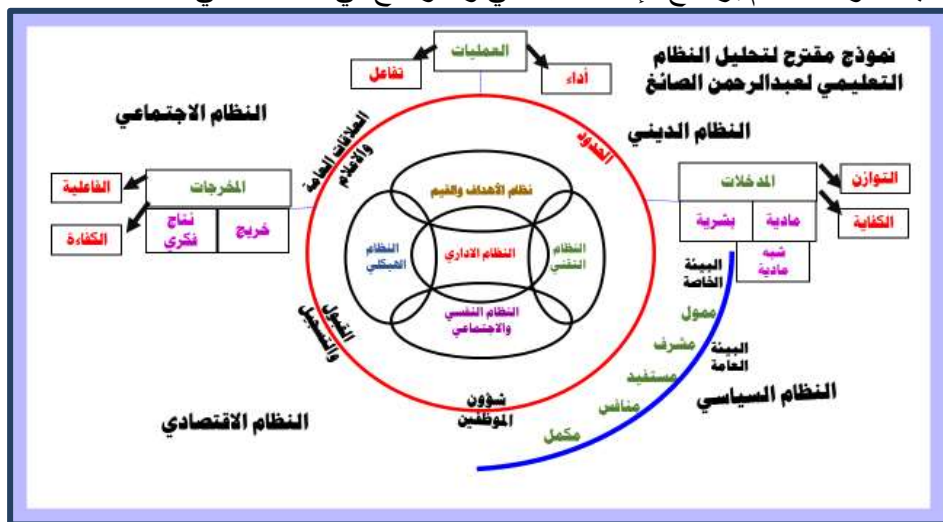 نموذج مقترح لتحليل النظام
التعليمي لعبدالرحمن الصائغ
العمليات
أداء
تفاعل
النظام الديني
النظام الاجتماعي
الحدود
العلاقات العامة
والاعلام
المدخلات
التوازن
الكفاية
مادية
بشرية
شبه
مادية
المخرجات
الفاعلية
الكفاءة
خريج
نتاج
فكري
نظام الأهداف والقيم
النظام
التقني
النظام الاداري
النظام
الهيكلي
النظام النفسي
والاجتماعي
البيئة
الخاصة
ممول
مشرف
مستفيد
منافس
مكمل
البيئة
العامة
القبول
والتسجيل
شؤون
الموظفين
النظام السياسي
النظام الاقتصادي